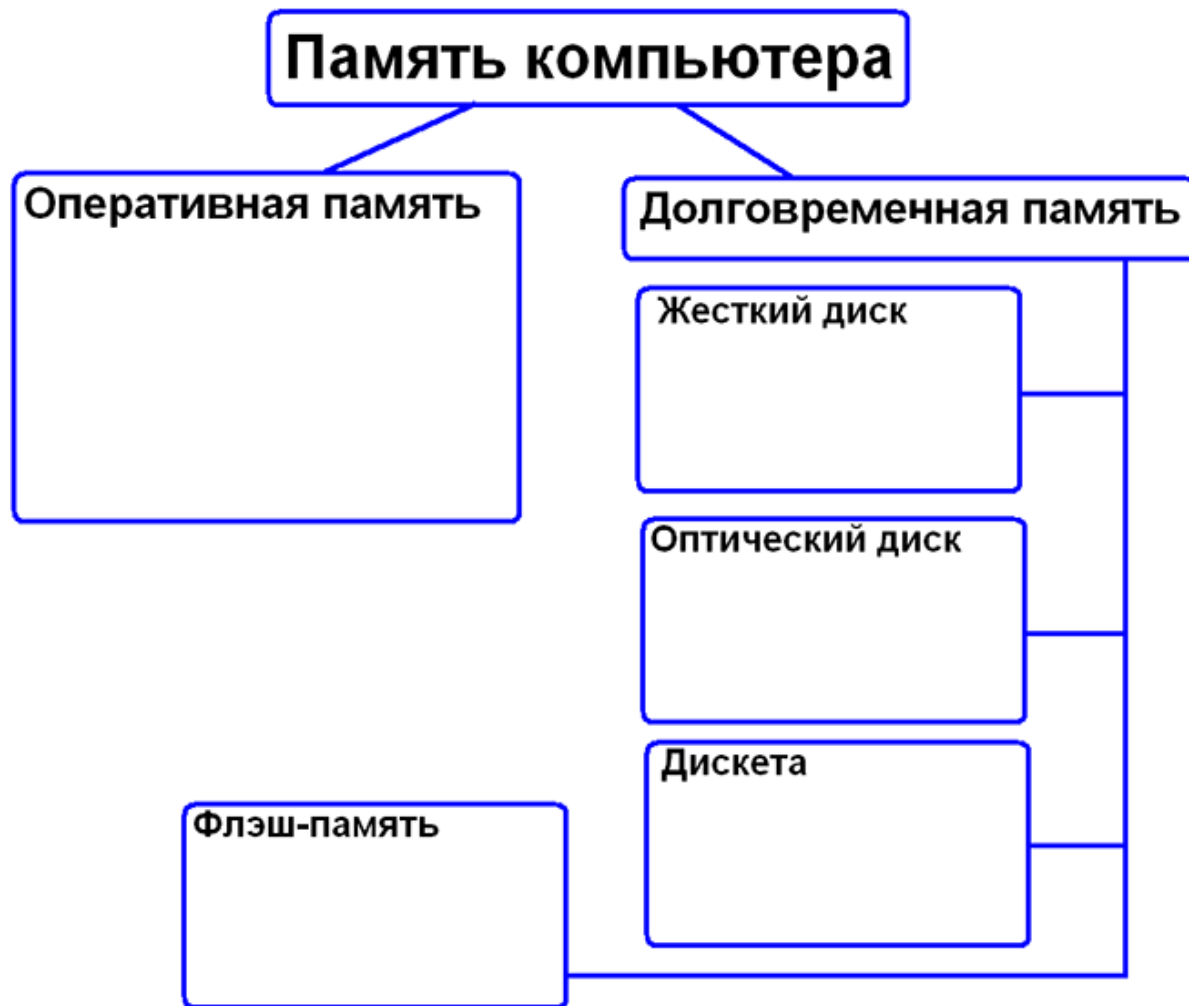 Память компьютера
Оперативная память
Долговременная память
Жесткий диск
Оптический диск
Дискета
Флэш-память